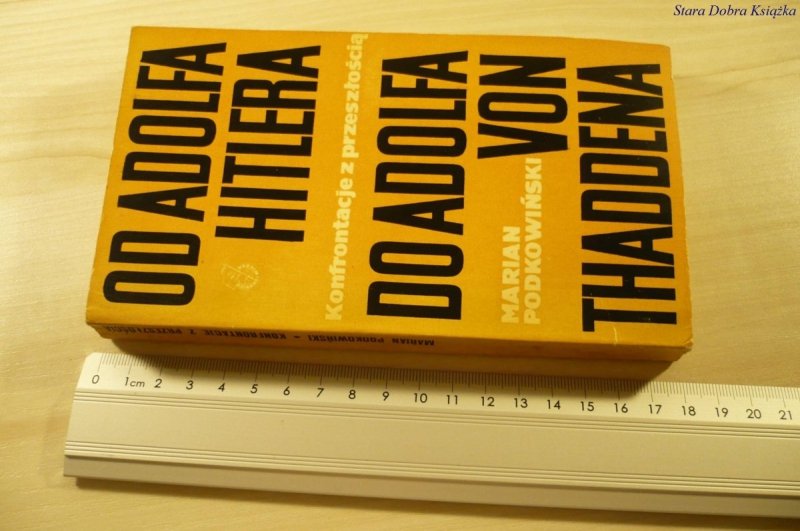 Stara Dobra Książka
OD ADOLFA
HITLERA
Konfrontacje z przeszłością
DO ADOLFA
VON
THADDENA
MARIAN
PODKOWIŃSKI
MARIAN PODKOWIŃSKI • KONFRONTACJE Z PRZESZŁOŚCIĄ
0 1cm 2 3 4 5 6 7 8 9 10 11 12 13 14 15 16 17 18 19 20 21